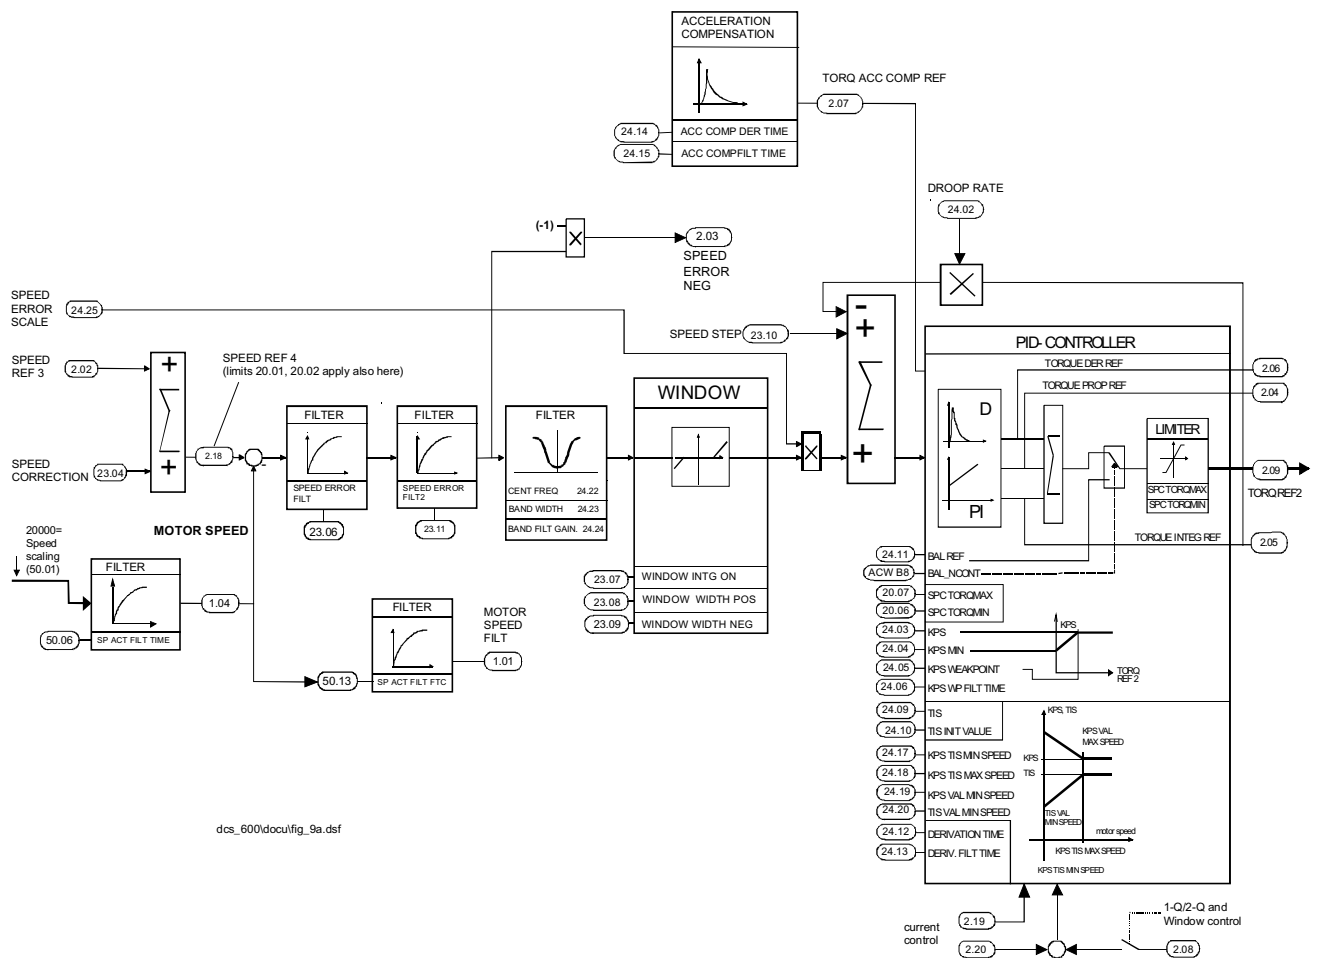 ACCELERATION
COMPENSATION
TORQ ACC COMP REF
2.07
24.14
ACC COMP DER TIME
24.15
ACC COMPFILT TIME
DROOP RATE
24.02
(-1)
2.03
SPEED
ERROR
NEG
SPEED
ERROR
SCALE
24.25
SPEED STEP
23.10
SPEED
REF 3
2.02
SPEED REF 4
(limits 20.01, 20.02 apply also here)
2.18
SPEED
CORRECTION
23.04
FILTER
SPEED ERROR
FILT
23.06
FILTER
SPEED ERROR
FILT2
23.11
FILTER
CENT FREQ 24.22
BAND WIDTH 24.23
BAND FILT GAIN. 24.24
WINDOW
23.07
WINDOW INTG ON
23.08
WINDOW WIDTH POS
23.09
WINDOW WIDTH NEG
MOTOR SPEED
20000=
Speed
scaling
(50.01)
FILTER
1.04
50.06
SP ACT FILT TIME
FILTER
50.13
SP ACT FILT FTC
MOTOR
SPEED
FILT
1.01
PID- CONTROLLER
TORQUE DER REF
2.06
TORQUE PROP REF
2.04
D
PI
LIMITER
SPC TORQMAX
SPC TORQMIN
2.09
TORQ REF2
TORQUE INTEG REF
2.05
24.11
BAL REF
ACW B8
BAL_NCONT
20.07
SPC TORQMAX
20.06
SPC TORQMIN
24.03
KPS
24.04
KPS MIN
24.05
KPS WEAKPOINT
24.06
KPS WP FILT TIME
KPS
TORQ
REF 2
24.09
TIS
24.10
TIS INIT VALUE
24.17
KPS TIS MIN SPEED
24.18
KPS TIS MAX SPEED
24.19
KPS VAL MIN SPEED
24.20
TIS VAL MIN SPEED
24.12
DERIVATION TIME
24.13
DERIV. FILT TIME
KPS, TIS
KPS VAL
MAX SPEED
KPS
TIS
TIS VAL
MIN SPEED
motor speed
KPS TIS MAX SPEED
KPS TIS MIN SPEED
dcs_600\docu\fig_9a.dsf
current
control
2.19
2.20
1-Q/2-Q and
Window control
2.08